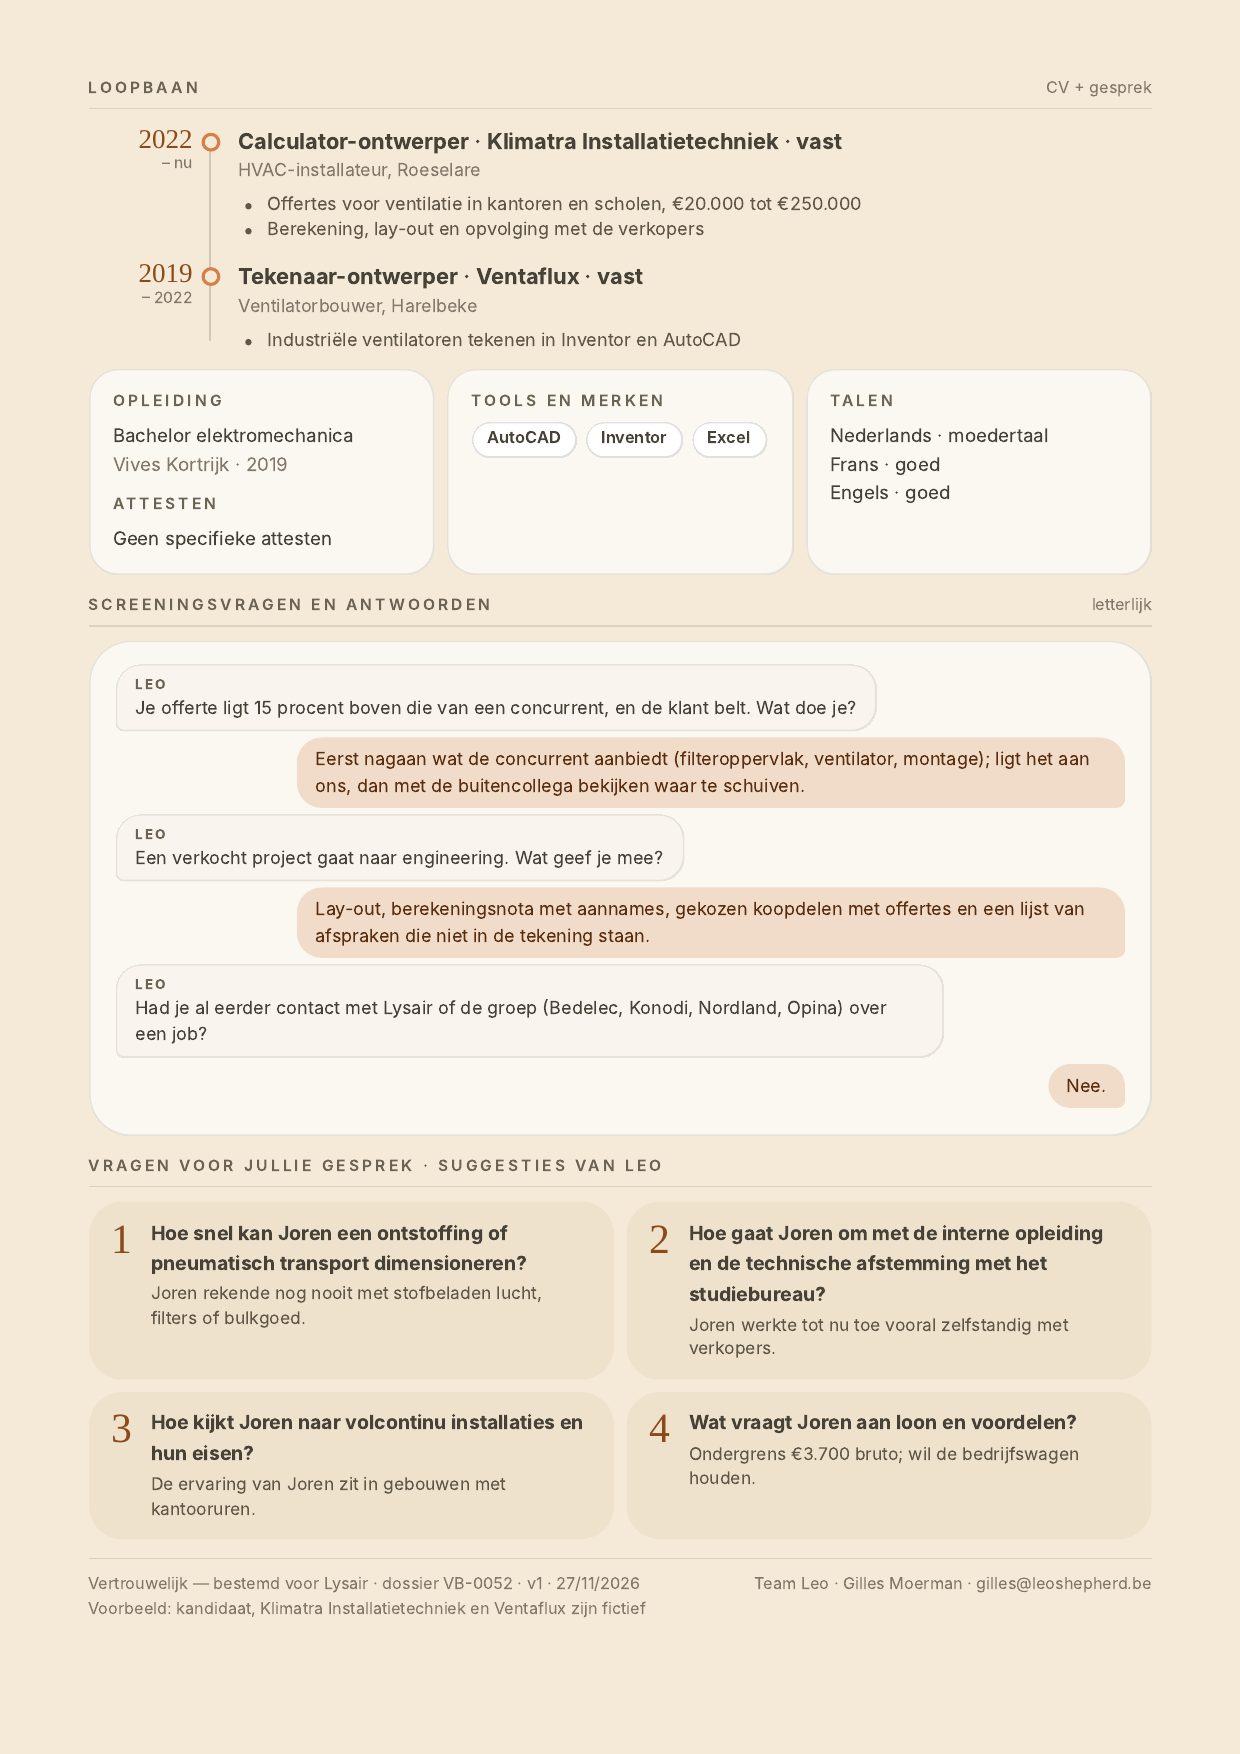 LOOPBAAN
CV + gesprek
2022
– nu
Calculator-ontwerper · Klimatra Installatietechniek · vast
HVAC-installateur, Roeselare
• Offertes voor ventilatie in kantoren en scholen, €20.000 tot €250.000
• Berekening, lay-out en opvolging met de verkopers
2019
– 2022
Tekenaar-ontwerper · Ventaflux · vast
Ventilatorbouwer, Harelbeke
• Industriële ventilatoren tekenen in Inventor en AutoCAD
OPLEIDING
Bachelor elektromechanica
Vives Kortrijk · 2019
ATTESTEN
Geen specifieke attesten
TOOLS EN MERKEN
AutoCAD Inventor Excel
TALEN
Nederlands · moedertaal
Frans · goed
Engels · goed
SCREENINGSVRAGEN EN ANTWOORDEN
letterlijk
LEO
Je offerte ligt 15 procent boven die van een concurrent, en de klant belt. Wat doe je?
Eerst nagaan wat de concurrent aanbiedt (filteroppervlak, ventilator, montage); ligt het aan
ons, dan met de buitencollega bekijken waar te schuiven.
LEO
Een verkocht project gaat naar engineering. Wat geef je mee?
Lay-out, berekeningsnota met aannames, gekozen koopdelen met offertes en een lijst van
afspraken die niet in de tekening staan.
LEO
Had je al eerder contact met Lysair of de groep (Bedelec, Konodi, Nordland, Opina) over
een job?
Nee.
VRAGEN VOOR JULLIE GESPREK · SUGGESTIES VAN LEO
1
Hoe snel kan Joren een ontstoffing of
pneumatisch transport dimensioneren?
Joren rekende nog nooit met stofbeladen lucht,
filters of bulkgoed.
2
Hoe gaat Joren om met de interne opleiding
en de technische afstemming met het
studiebureau?
Joren werkte tot nu toe vooral zelfstandig met
verkopers.
3
Hoe kijkt Joren naar volcontinu installaties en
hun eisen?
De ervaring van Joren zit in gebouwen met
kantooruren.
4
Wat vraagt Joren aan loon en voordelen?
Ondergrens €3.700 bruto; wil de bedrijfswagen
houden.
Vertrouwelijk — bestemd voor Lysair · dossier VB-0052 · v1 · 27/11/2026
Voorbeeld: kandidaat, Klimatra Installatietechniek en Ventaflux zijn fictief
Team Leo · Gilles Moerman · gilles@leoshepherd.be